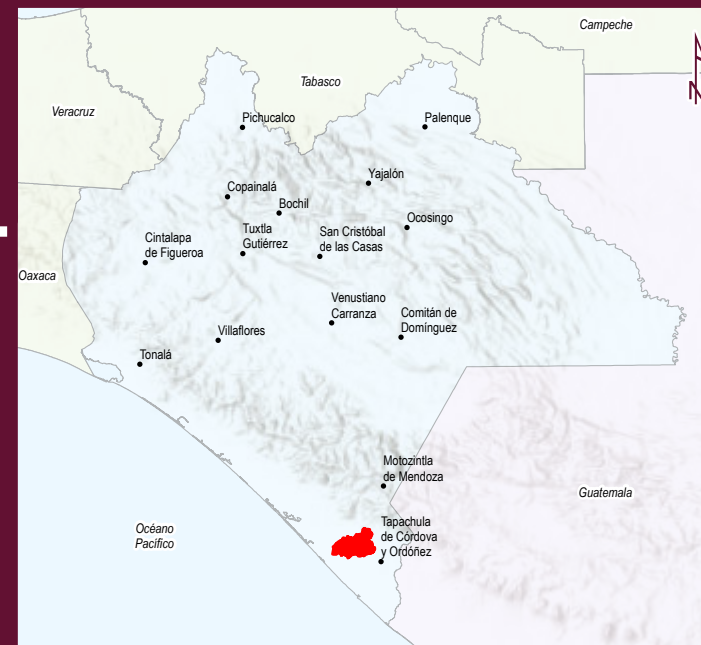 Campeche
Tabasco
Veracruz
Pichucalco
Palenque
Yajalón
Copainalá
Bochil
Ocosingo
Tuxtla
Gutiérrez
San Cristóbal
de las Casas
Cintalapa
de Figueroa
Oaxaca
Venustiano
Carranza
Comitán de
Domínguez
Villaflores
Tonalá
Motozintla
de Mendoza
Guatemala
Océano
Pacífico
Tapachula
de Córdova
y Ordóñez